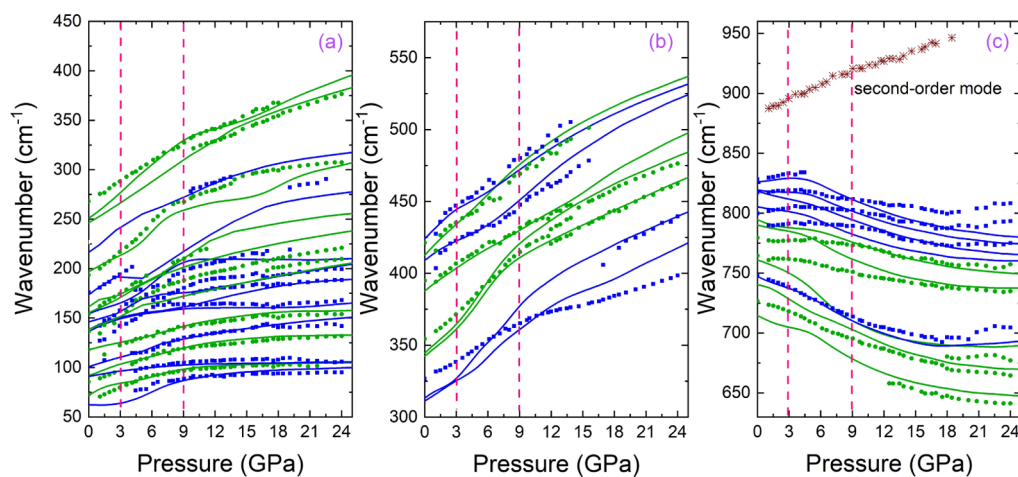 (a)
Wavenumber (cm⁻¹)
450
400
350
300
250
200
150
100
50
0 3 6 9 12 15 18 21 24
Pressure (GPa)
(b)
Wavenumber (cm⁻¹)
550
500
450
400
350
300
0 3 6 9 12 15 18 21 24
Pressure (GPa)
(c)
Wavenumber (cm⁻¹)
950
900
850
800
750
700
650
second-order mode
0 3 6 9 12 15 18 21 24
Pressure (GPa)